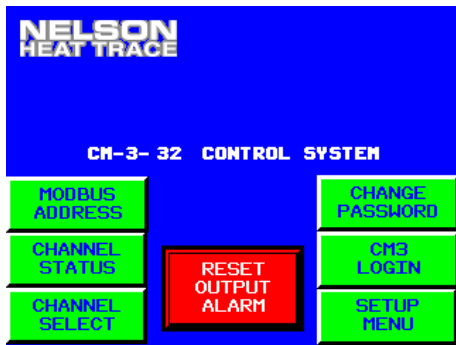 NELSON
HEAT TRACE
CM-3- 32 CONTROL SYSTEM
MODBUS
ADDRESS
CHANNEL
STATUS
CHANNEL
SELECT
RESET
OUTPUT
ALARM
CHANGE
PASSWORD
CM3
LOGIN
SETUP
MENU